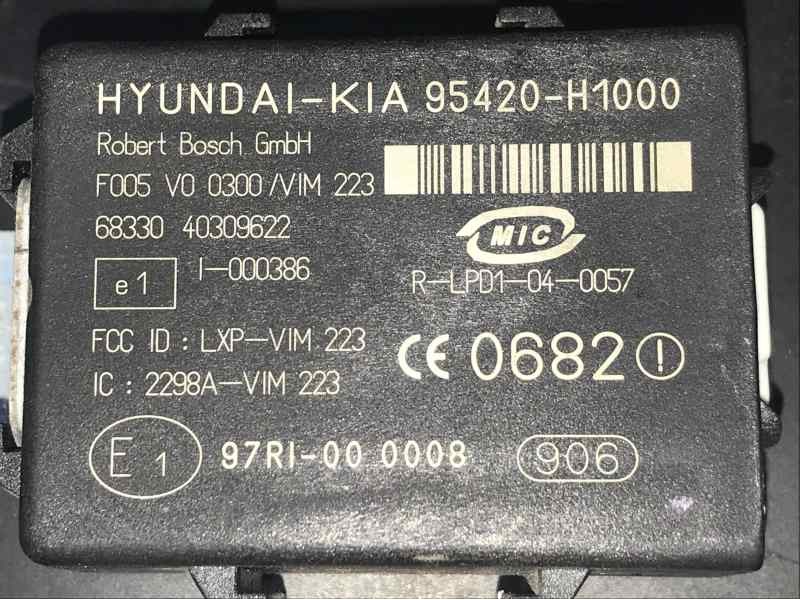 HYUNDAI-KIA 95420-H1000
Robert Bosch GmbH
F005 V0 0300/VIM 223
68330 40309622
MIC
e1 I-000386
R-LPD1-04-0057
FCC ID : LXP-VIM 223
CE 0682 !
IC : 2298A-VIM 223
E1 97RI-00 0008 906